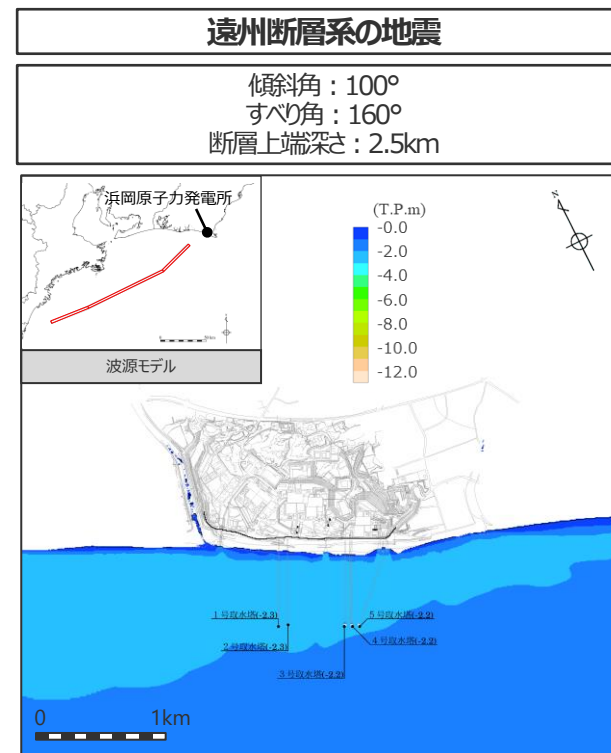 遠州断層系の地震
傾斜角：100°
すべり角：160°
断層上端深さ：2.5km
浜岡原子力発電所
波源モデル
(T.P.m)
-0.0
-2.0
-4.0
-6.0
-8.0
-10.0
-12.0
N
1号取水塔(-2.3)
5号取水塔(-2.2)
2号取水塔(-2.3)
4号取水塔(-2.2)
3号取水塔(-2.2)
0 1km